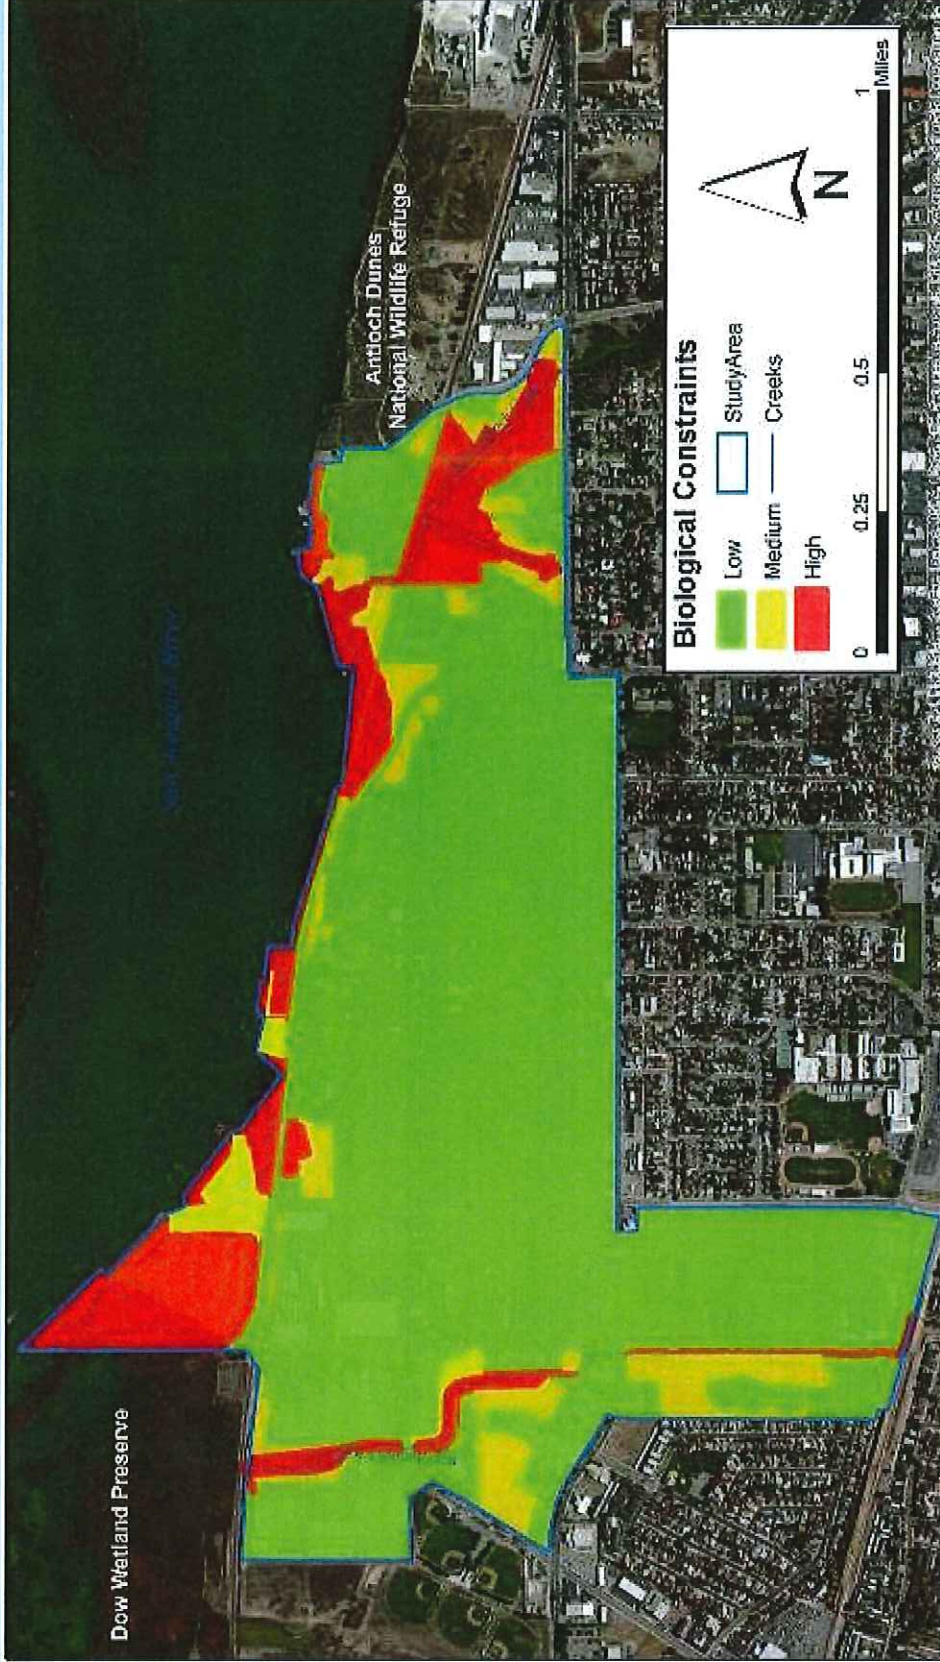 Dow Wetland Preserve
Antioch Dunes
National Wildlife Refuge
Biological Constraints
Low
Medium
High
StudyArea
Creeks
N
0
0.25
0.5
1
Miles